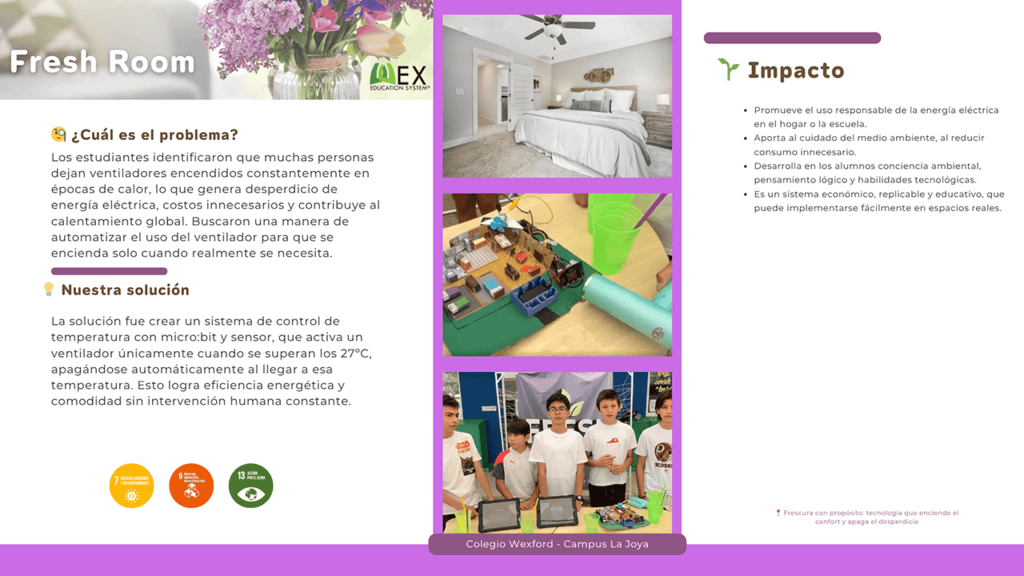 Fresh Room
WEX
EDUCATION SYSTEM®
¿Cuál es el problema?
Los estudiantes identificaron que muchas personas
dejan ventiladores encendidos constantemente en
épocas de calor, lo que genera desperdicio de
energía eléctrica, costos innecesarios y contribuye al
calentamiento global. Buscaron una manera de
automatizar el uso del ventilador para que se
encienda solo cuando realmente se necesita.
Nuestra solución
La solución fue crear un sistema de control de
temperatura con micro:bit y sensor, que activa un
ventilador únicamente cuando se superan los 27°C,
apagándose automáticamente al llegar a esa
temperatura. Esto logra eficiencia energética y
comodidad sin intervención humana constante.
7
9
13 ACCIÓN
POR EL CLIMA
FRESH
Colegio Wexford - Campus La Joya
Impacto
• Promueve el uso responsable de la energía eléctrica
en el hogar o la escuela.
• Aporta al cuidado del medio ambiente, al reducir
consumo innecesario.
• Desarrolla en los alumnos conciencia ambiental,
pensamiento lógico y habilidades tecnológicas.
• Es un sistema económico, replicable y educativo, que
puede implementarse fácilmente en espacios reales.
Frescura con propósito: tecnología que enciende el
confort y apaga el desperdicio